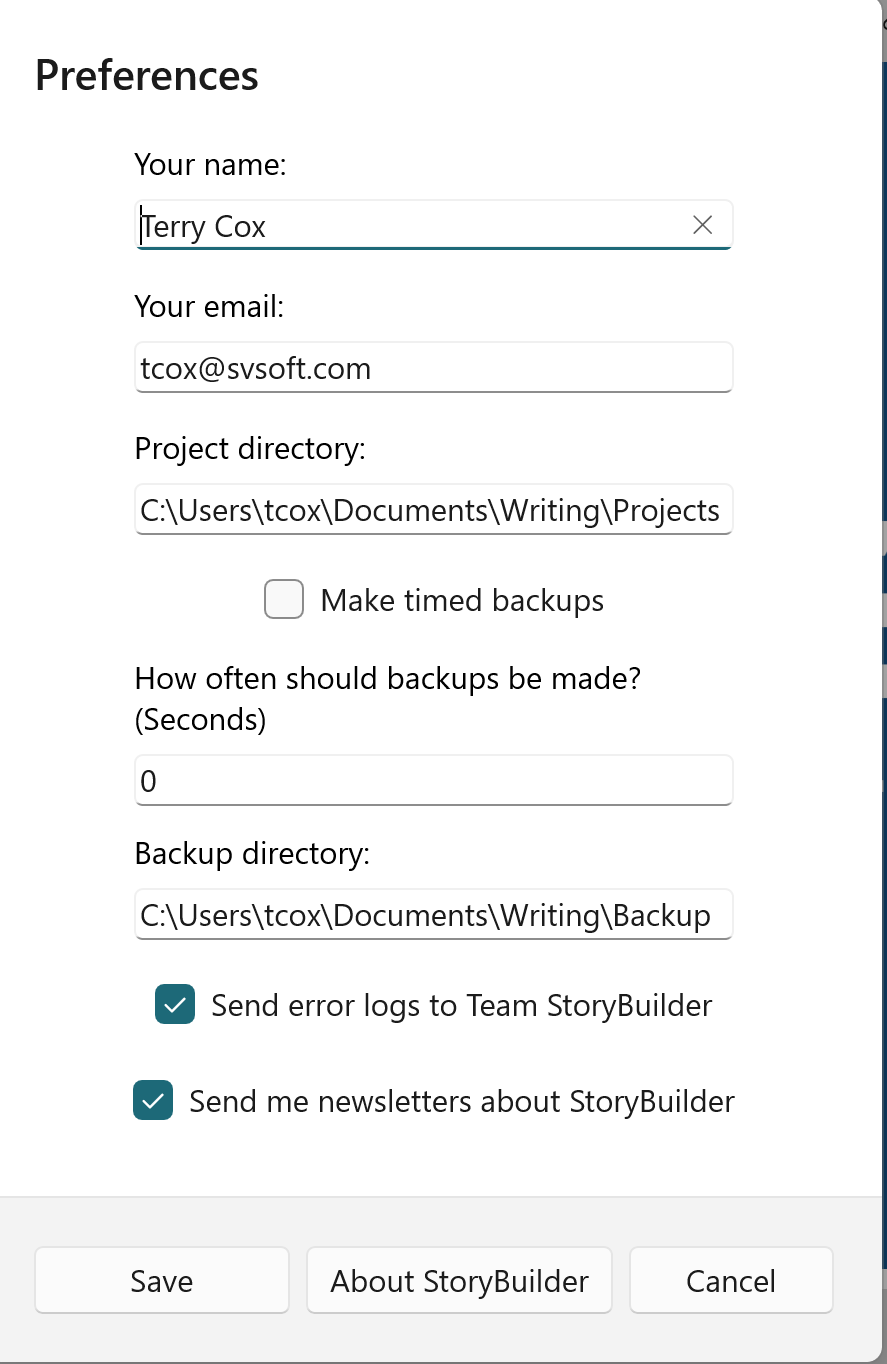 Preferences
Your name:
Terry Cox
Your email:
tcox@svsoft.com
Project directory:
C:\Users\tcox\Documents\Writing\Projects
Make timed backups
How often should backups be made?
(Seconds)
0
Backup directory:
C:\Users\tcox\Documents\Writing\Backup
Send error logs to Team StoryBuilder
Send me newsletters about StoryBuilder
Save About StoryBuilder Cancel